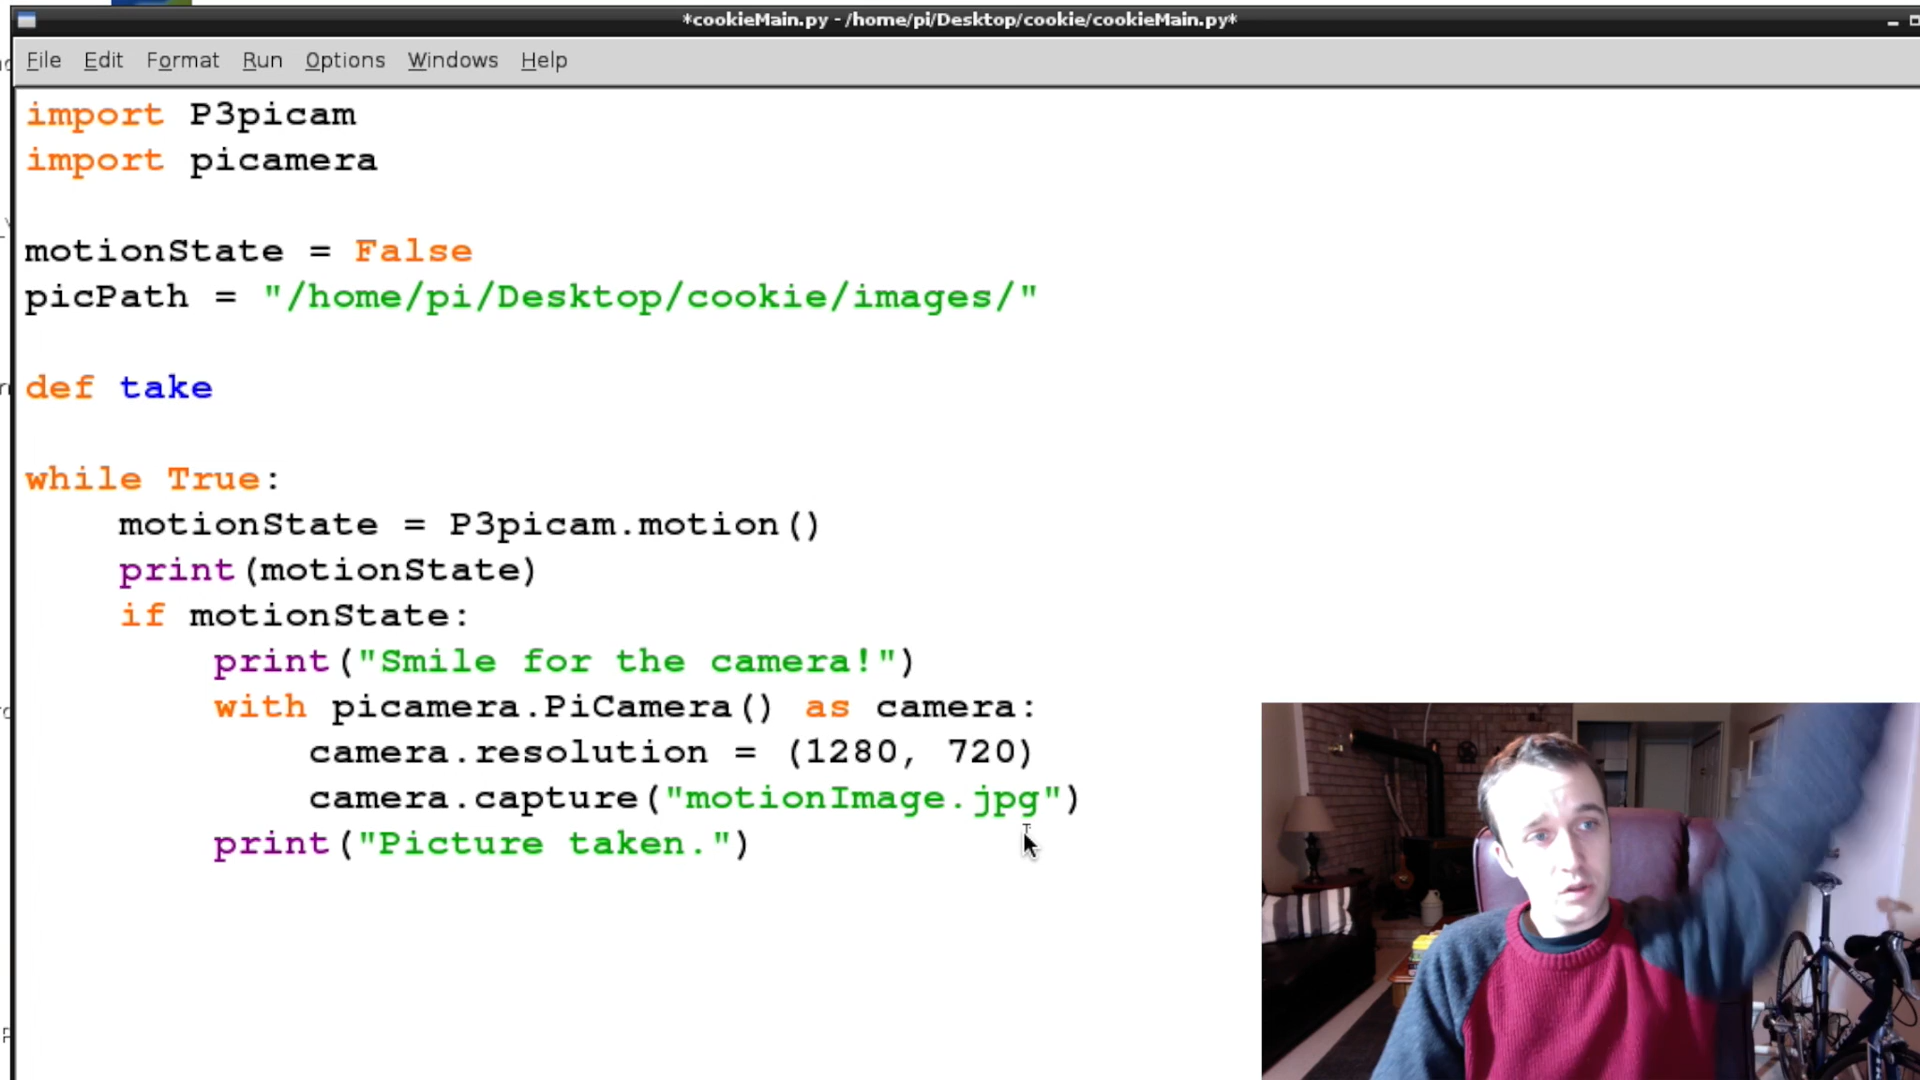 *cookieMain.py - /home/pi/Desktop/cookie/cookieMain.py*
File Edit Format Run Options Windows Help
import P3picam
import picamera
motionState = False
picPath = "/home/pi/Desktop/cookie/images/"
def take
while True:
motionState = P3picam.motion()
print(motionState)
if motionState:
print("Smile for the camera!")
with picamera.PiCamera() as camera:
camera.resolution = (1280, 720)
camera.capture("motionImage.jpg")
print("Picture taken.")